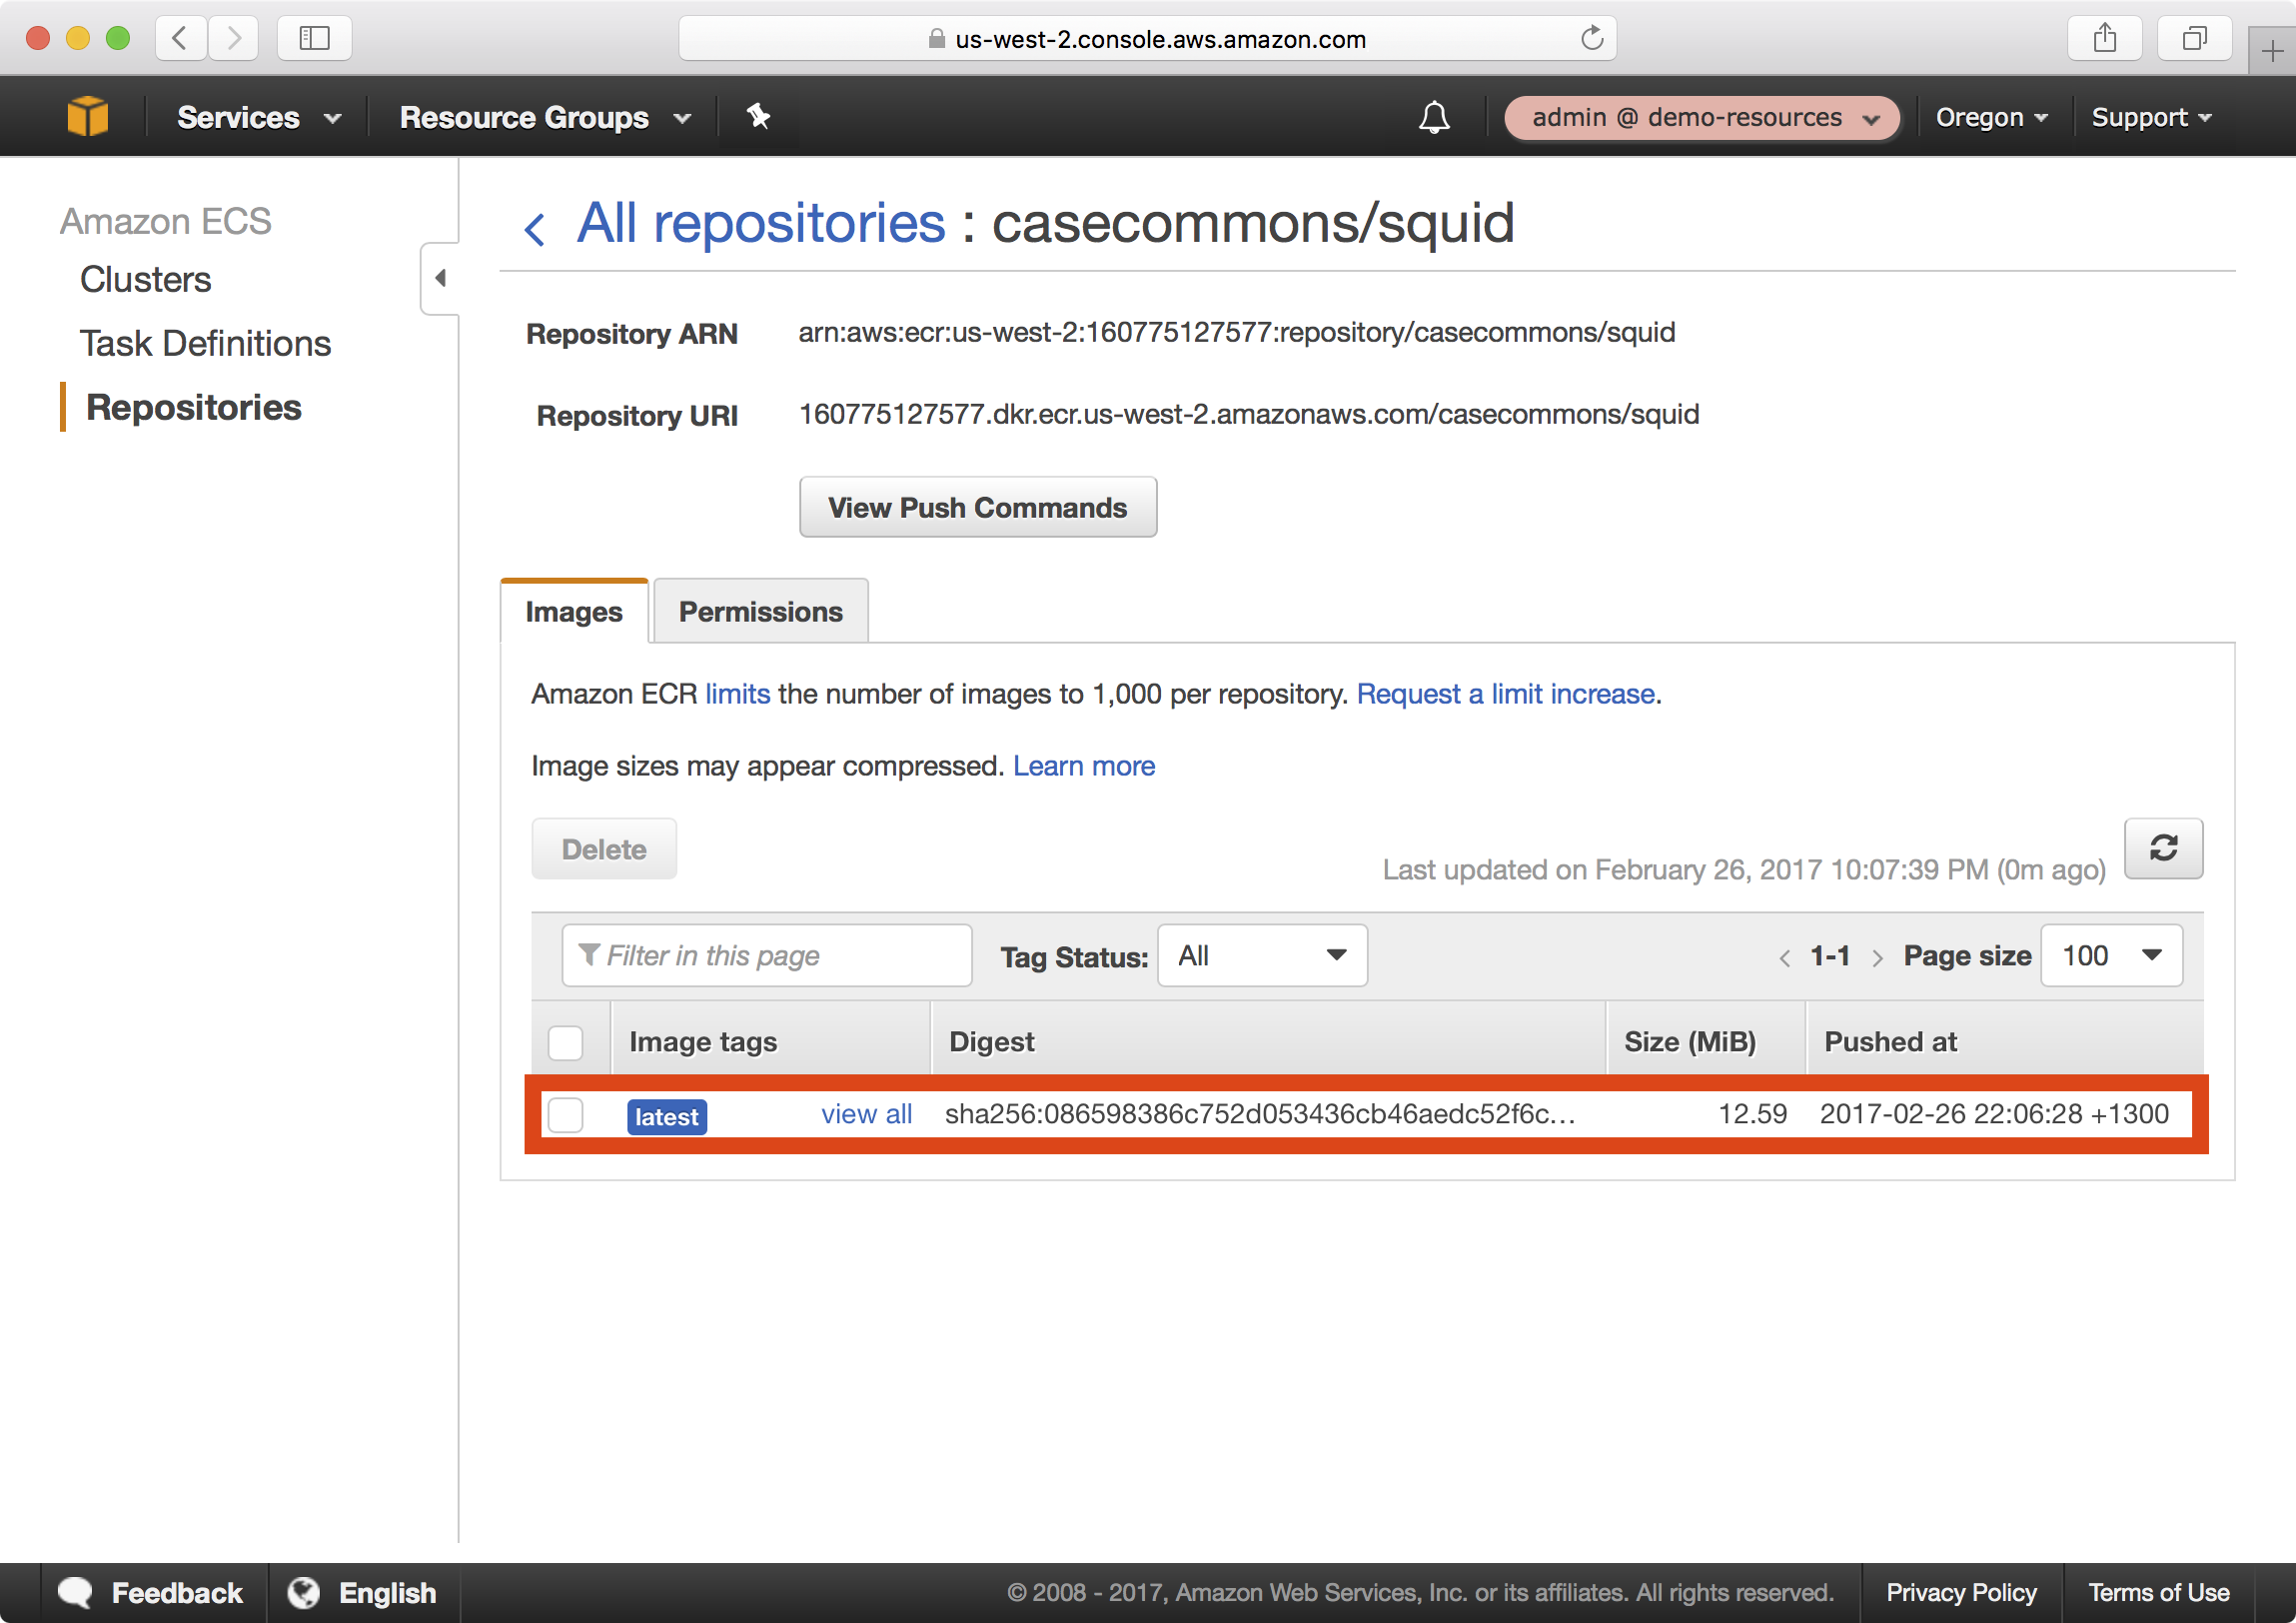 us-west-2.console.aws.amazon.com
Services Resource Groups admin @ demo-resources Oregon Support
Amazon ECS
Clusters
Task Definitions
Repositories
All repositories : casecommons/squid
Repository ARN arn:aws:ecr:us-west-2:160775127577:repository/casecommons/squid
Repository URI 160775127577.dkr.ecr.us-west-2.amazonaws.com/casecommons/squid
View Push Commands
Images Permissions
Amazon ECR limits the number of images to 1,000 per repository. Request a limit increase.
Image sizes may appear compressed. Learn more
Delete
Last updated on February 26, 2017 10:07:39 PM (0m ago)
Filter in this page Tag Status: All 1-1 Page size 100
Image tags Digest Size (MiB) Pushed at
latest view all sha256:086598386c752d053436cb46aedc52f6c... 12.59 2017-02-26 22:06:28 +1300
Feedback English © 2008 - 2017, Amazon Web Services, Inc. or its affiliates. All rights reserved. Privacy Policy Terms of Use